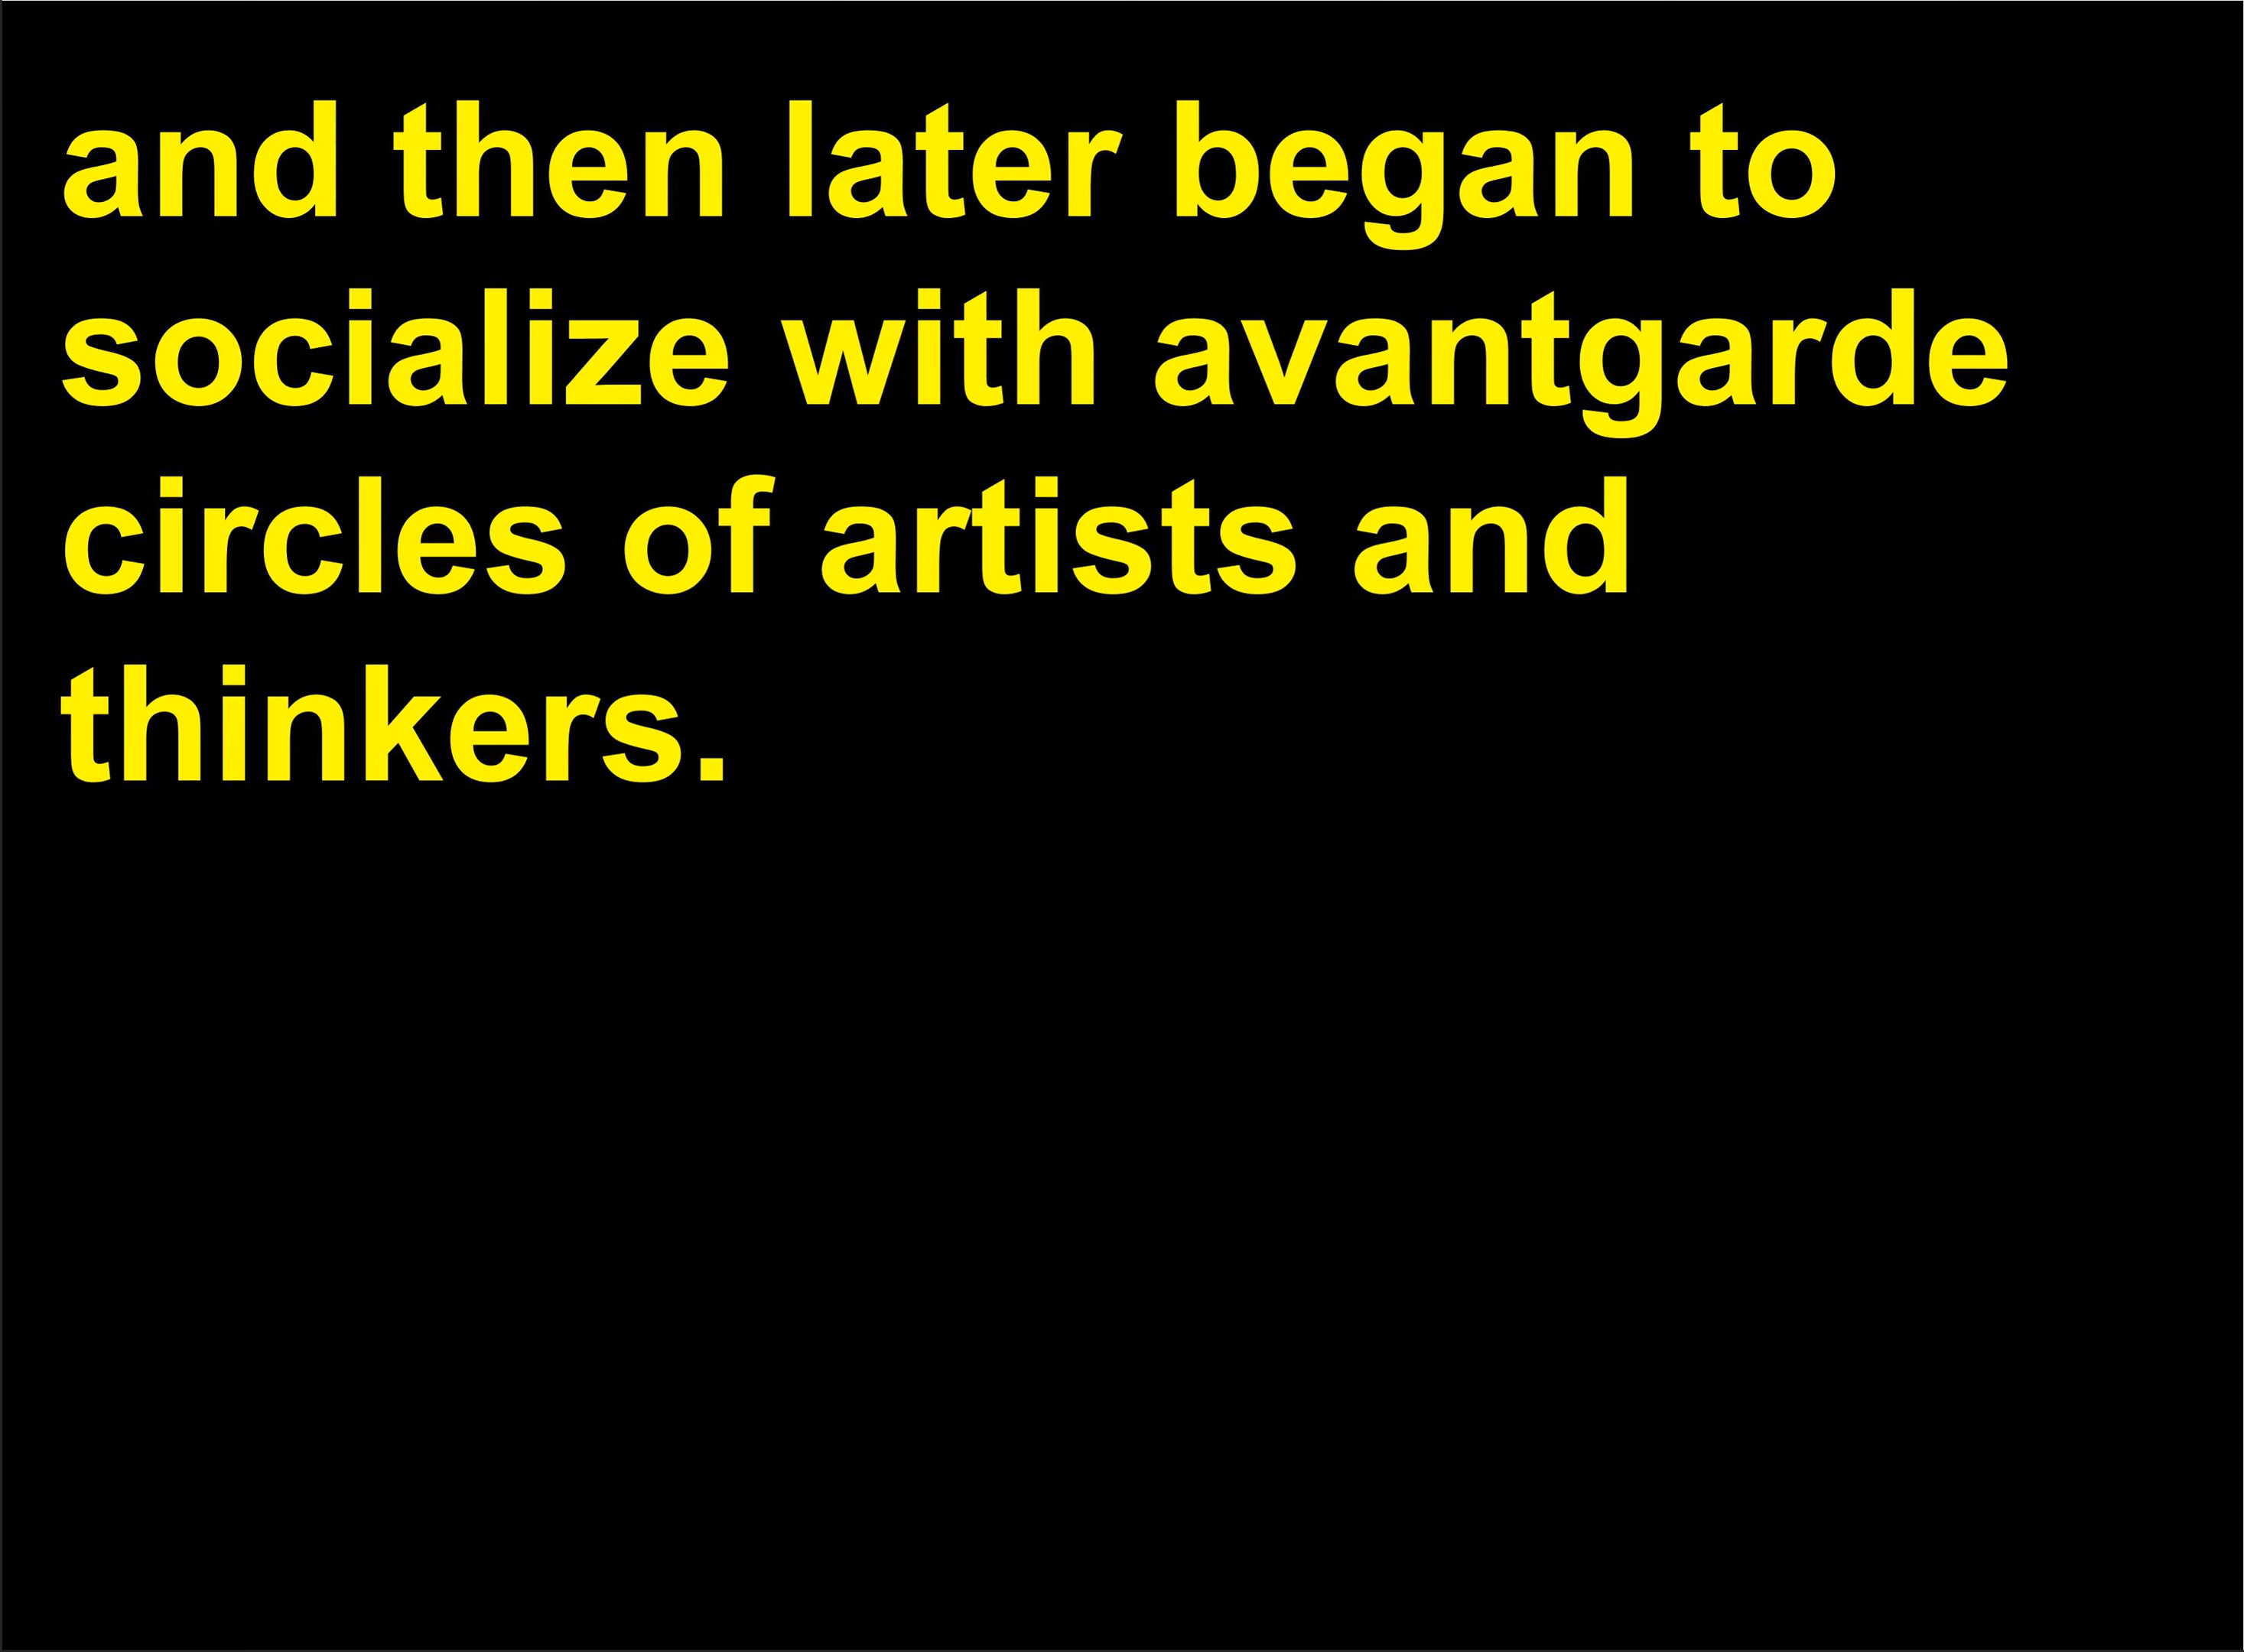 and then later began to
socialize with avantgarde
circles of artists and
thinkers.